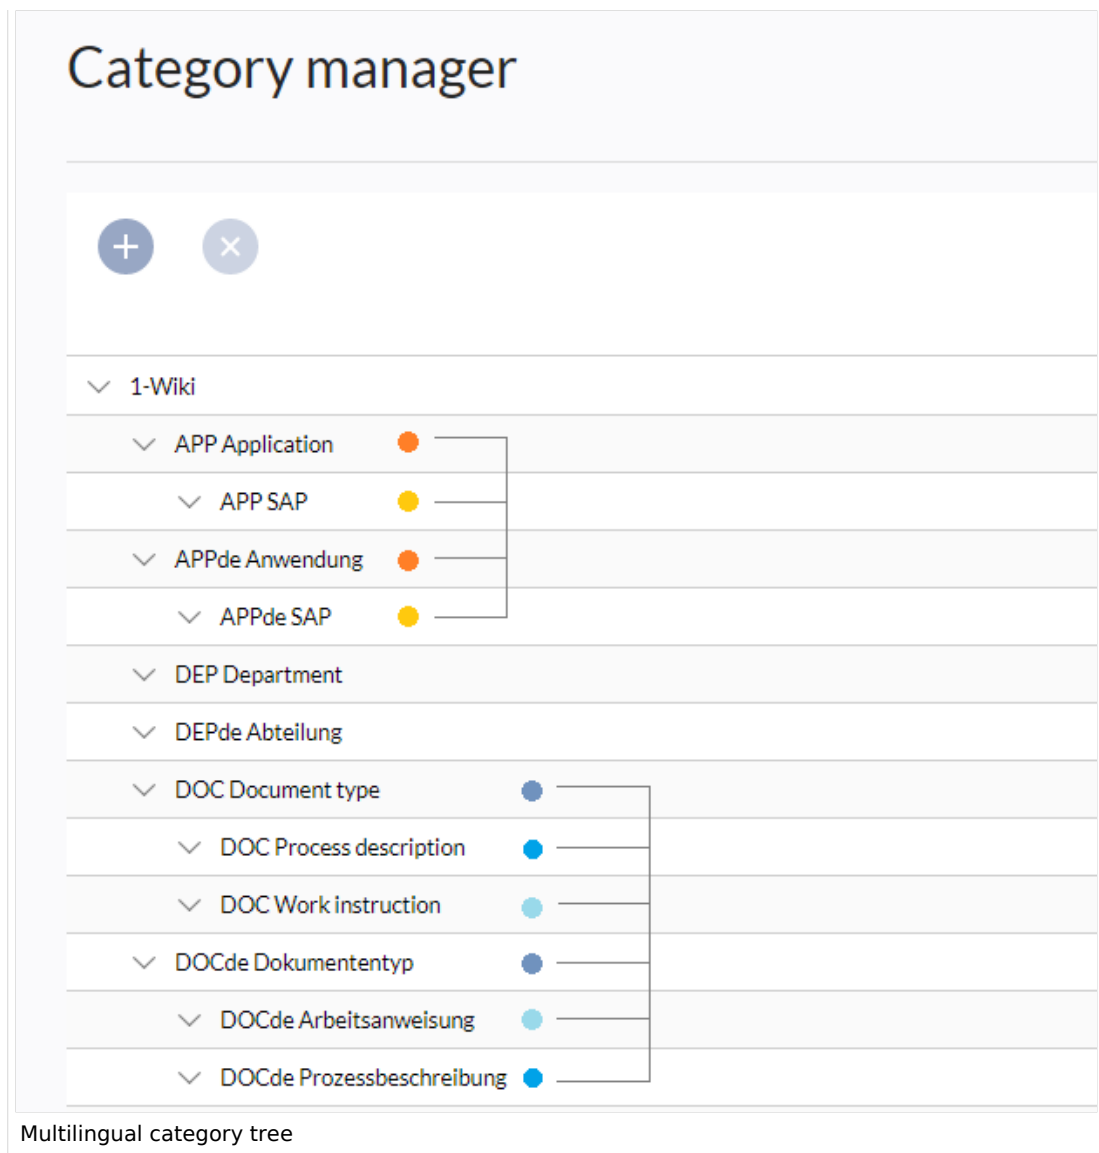 Category manager
1-Wiki
APP Application
APP SAP
APPde Anwendung
APPde SAP
DEP Department
DEPde Abteilung
DOC Document type
DOC Process description
DOC Work instruction
DOCde Dokumententyp
DOCde Arbeitsanweisung
DOCde Prozessbeschreibung
Multilingual category tree